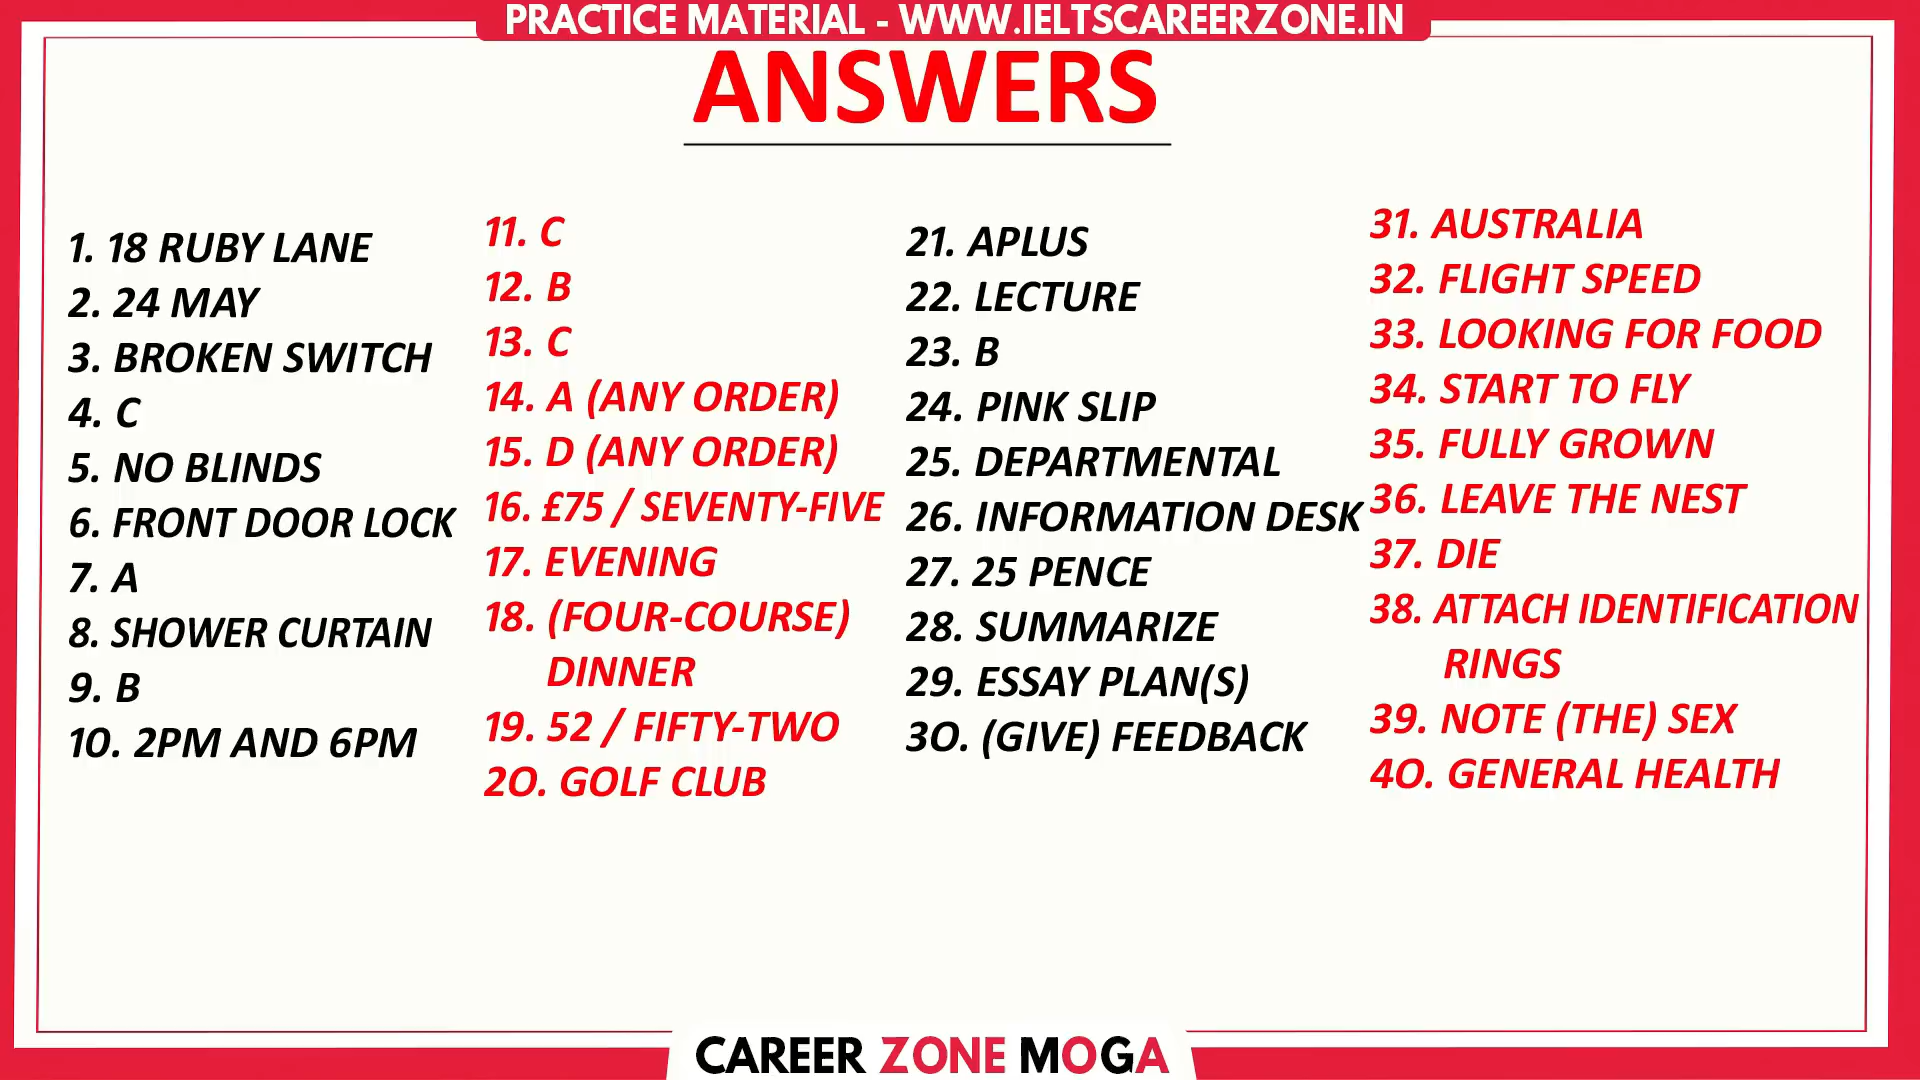 PRACTICE MATERIAL - WWW.IELTSCAREERZONE.IN
ANSWERS
1. 18 RUBY LANE
2. 24 MAY
3. BROKEN SWITCH
4. C
5. NO BLINDS
6. FRONT DOOR LOCK
7. A
8. SHOWER CURTAIN
9. B
10. 2PM AND 6PM
11. C
12. B
13. C
14. A (ANY ORDER)
15. D (ANY ORDER)
16. £75 / SEVENTY-FIVE
17. EVENING
18. (FOUR-COURSE)
DINNER
19. 52 / FIFTY-TWO
20. GOLF CLUB
21. APLUS
22. LECTURE
23. B
24. PINK SLIP
25. DEPARTMENTAL
26. INFORMATION DESK
27. 25 PENCE
28. SUMMARIZE
29. ESSAY PLAN(S)
30. (GIVE) FEEDBACK
31. AUSTRALIA
32. FLIGHT SPEED
33. LOOKING FOR FOOD
34. START TO FLY
35. FULLY GROWN
36. LEAVE THE NEST
37. DIE
38. ATTACH IDENTIFICATION
RINGS
39. NOTE (THE) SEX
40. GENERAL HEALTH
CAREER ZONE MOGA